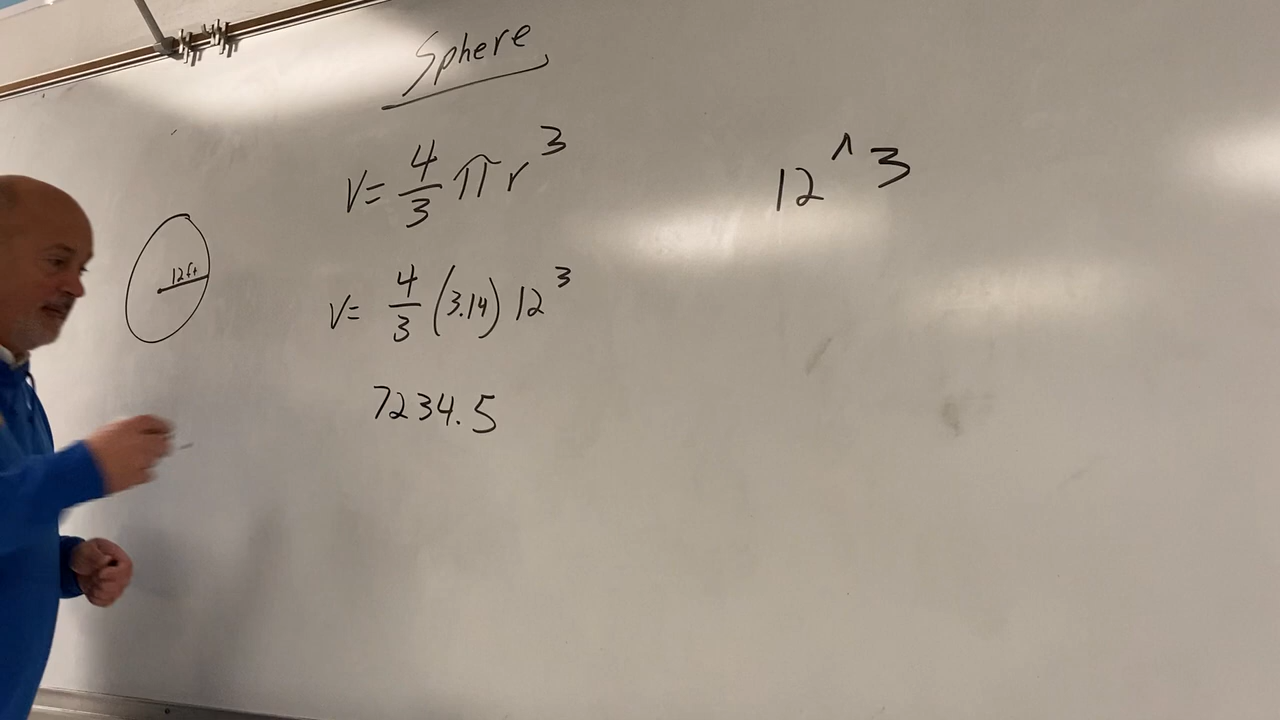 Sphere
V= 4/3 π r^3
12 ^ 3
12ft
V= 4/3 (3.14) 12^3
7234.5